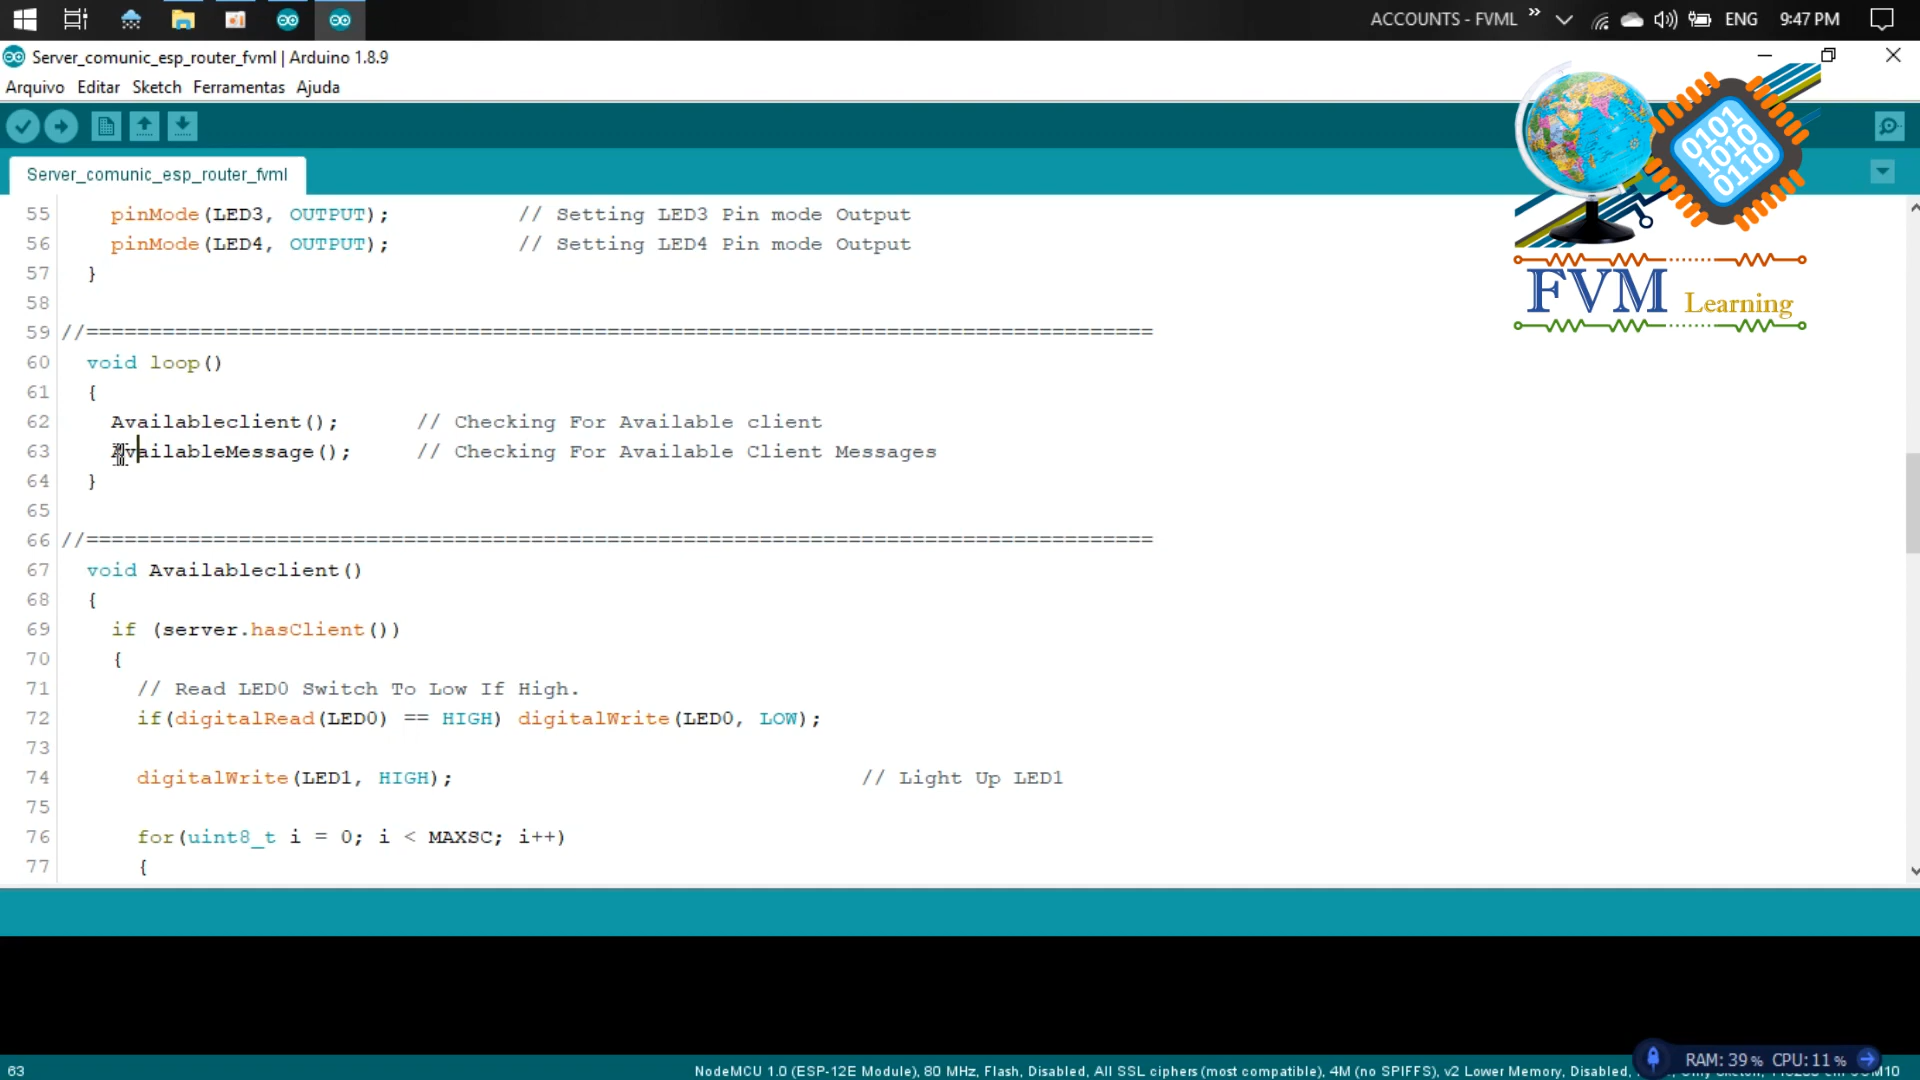 ACCOUNTS - FVML
ENG
9:47 PM
Server_comunic_esp_router_fvml | Arduino 1.8.9
Arquivo Editar Sketch Ferramentas Ajuda
Server_comunic_esp_router_fvml
55 pinMode(LED3, OUTPUT); // Setting LED3 Pin mode Output
56 pinMode(LED4, OUTPUT); // Setting LED4 Pin mode Output
57 }
58
59 //====================================================================================
60 void loop()
61 {
62 Availableclient(); // Checking For Available client
63 AvailableMessage(); // Checking For Available Client Messages
64 }
65
66 //====================================================================================
67 void Availableclient()
68 {
69 if (server.hasClient())
70 {
71 // Read LED0 Switch To Low If High.
72 if(digitalRead(LED0) == HIGH) digitalWrite(LED0, LOW);
73
74 digitalWrite(LED1, HIGH); // Light Up LED1
75
76 for(uint8_t i = 0; i < MAXSC; i++)
77 {
0101
1010
0110
FVM Learning
63
NodeMCU 1.0 (ESP-12E Module), 80 MHz, Flash, Disabled, All SSL ciphers (most compatible), 4M (no SPIFFS), v2 Lower Memory, Disabled,
RAM: 39% CPU: 11%